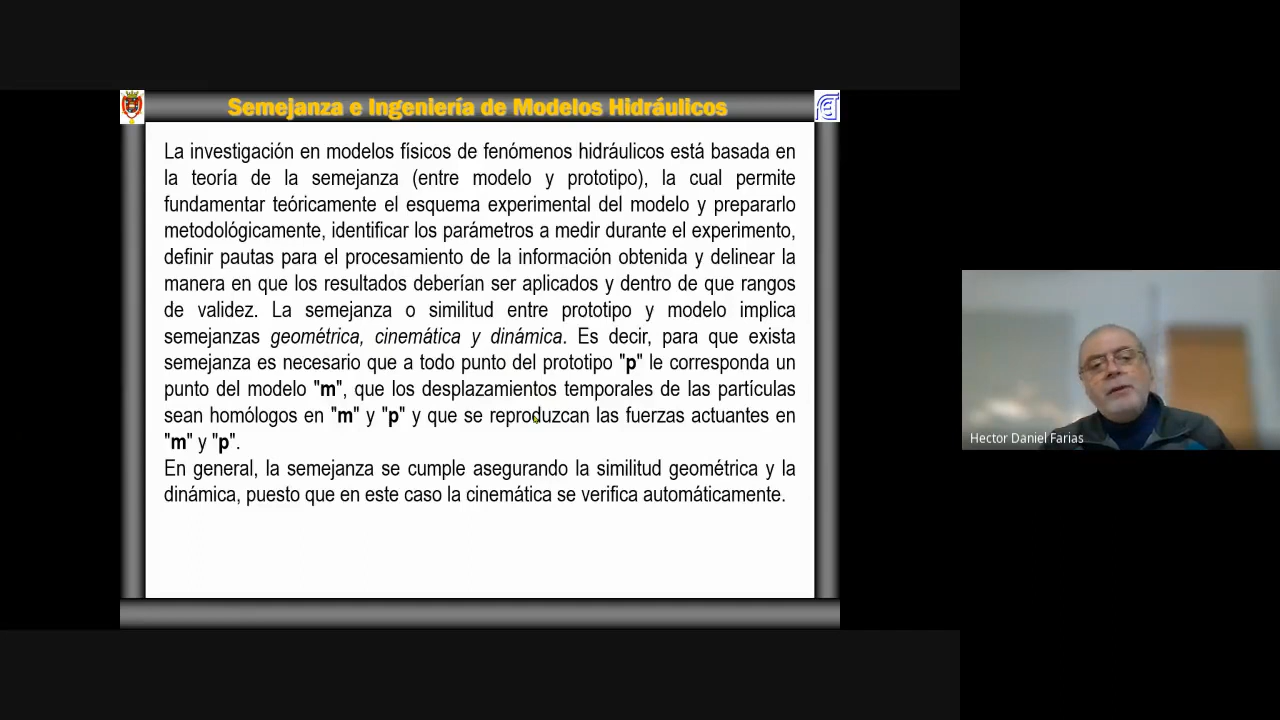 Semejanza e Ingeniería de Modelos Hidráulicos
La investigación en modelos físicos de fenómenos hidráulicos está basada en
la teoría de la semejanza (entre modelo y prototipo), la cual permite
fundamentar teóricamente el esquema experimental del modelo y prepararlo
metodológicamente, identificar los parámetros a medir durante el experimento,
definir pautas para el procesamiento de la información obtenida y delinear la
manera en que los resultados deberían ser aplicados y dentro de que rangos
de validez. La semejanza o similitud entre prototipo y modelo implica
semejanzas geométrica, cinemática y dinámica. Es decir, para que exista
semejanza es necesario que a todo punto del prototipo "p" le corresponda un
punto del modelo "m", que los desplazamientos temporales de las partículas
sean homólogos en "m" y "p" y que se reproduzcan las fuerzas actuantes en
"m" y "p".
En general, la semejanza se cumple asegurando la similitud geométrica y la
dinámica, puesto que en este caso la cinemática se verifica automáticamente.
Hector Daniel Farias